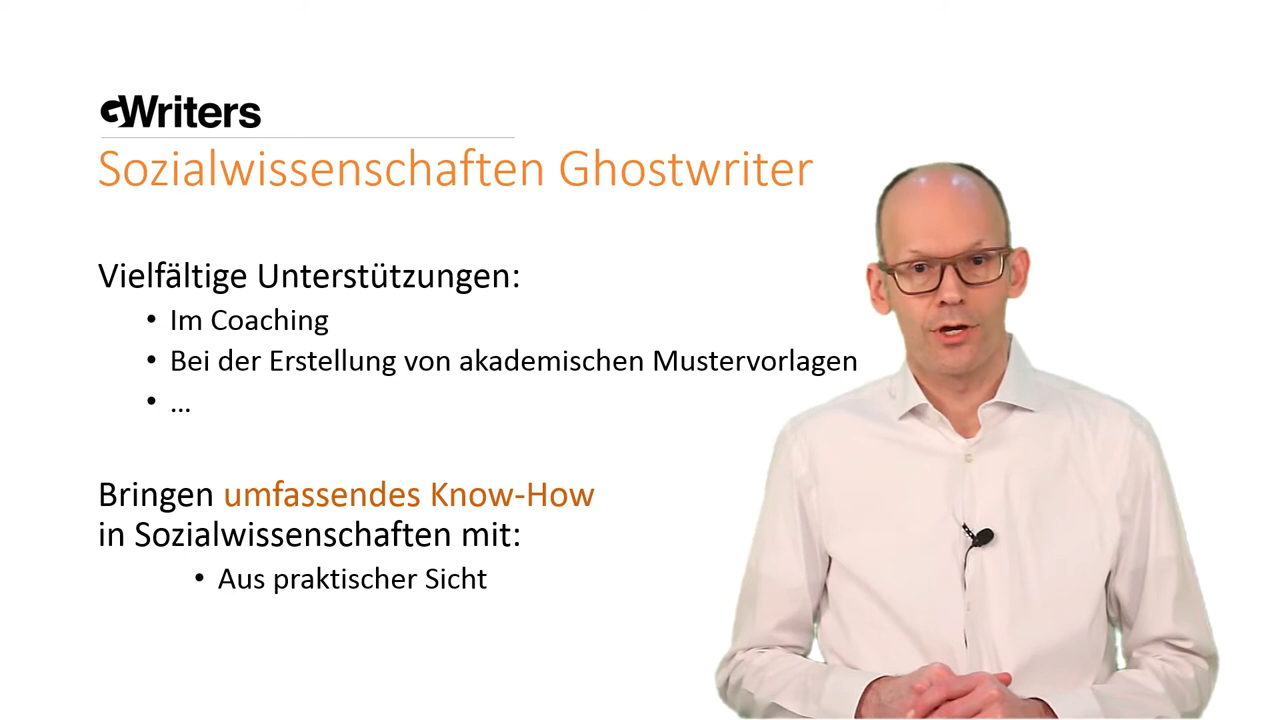 GWriters
Sozialwissenschaften Ghostwriter
Vielfältige Unterstützungen:
• Im Coaching
• Bei der Erstellung von akademischen Mustervorlagen
• ...
Bringen umfassendes Know-How
in Sozialwissenschaften mit:
• Aus praktischer Sicht